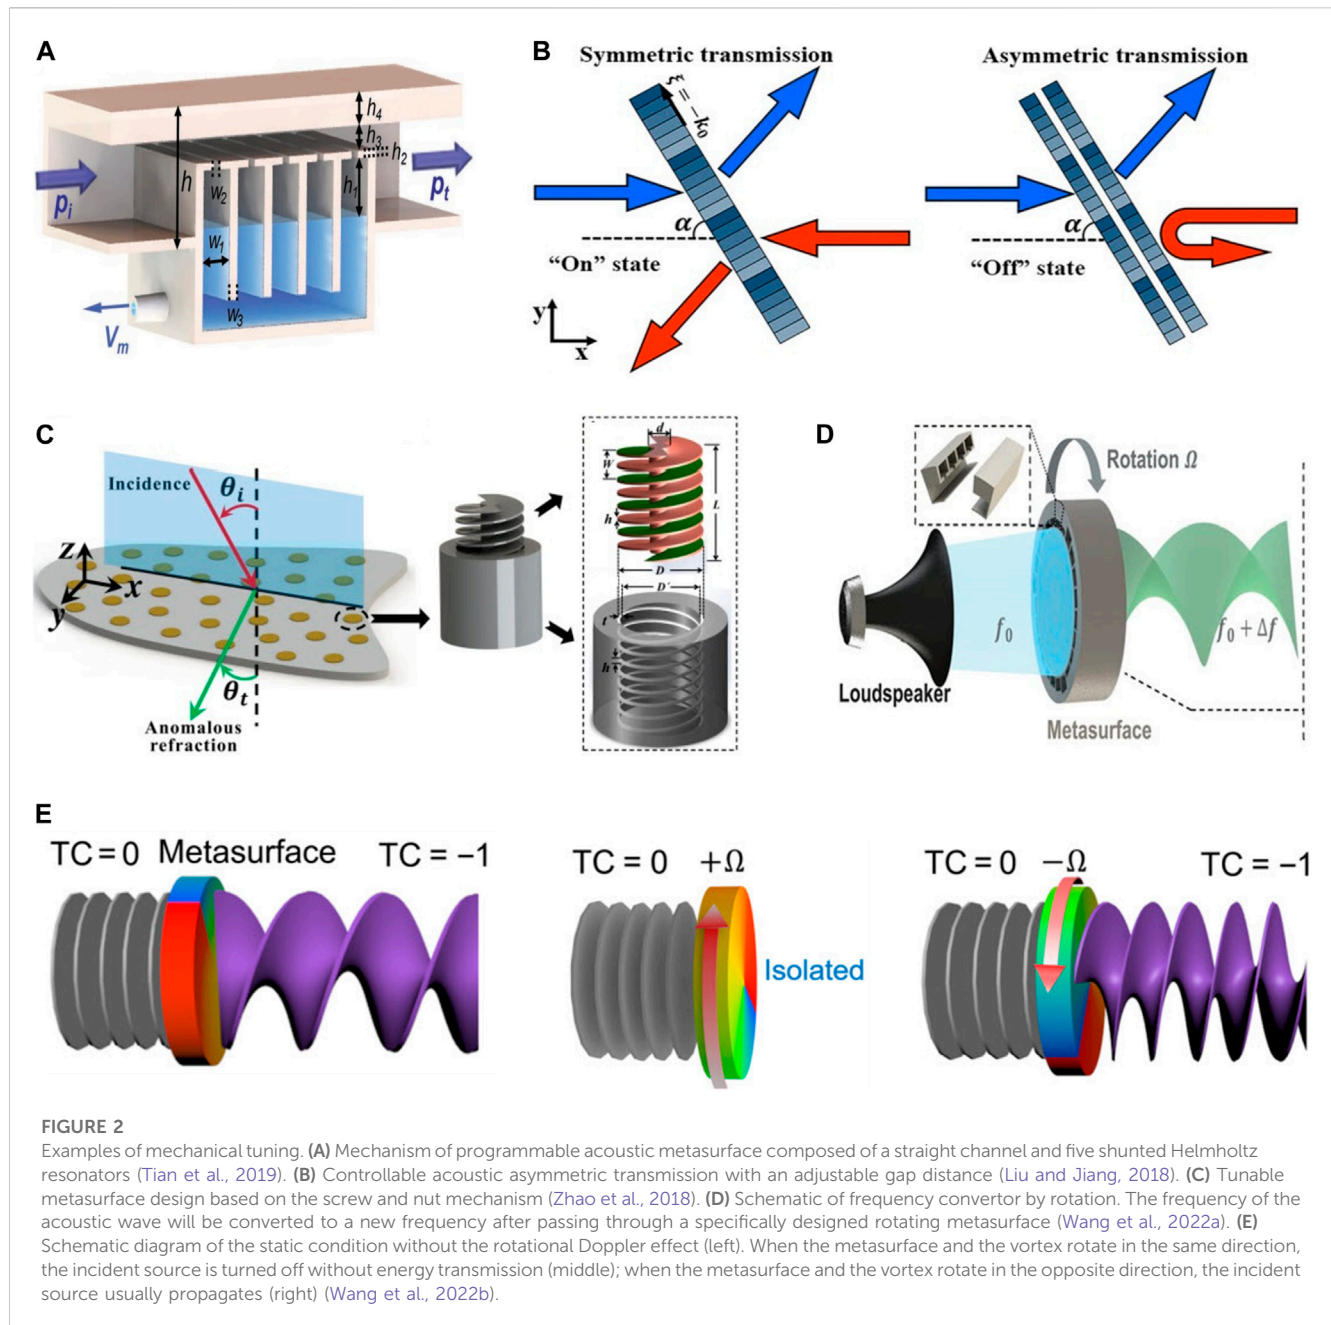 A
h₄
h₃
h₂
h
h₁
w₂
pᵢ
pₜ
w₁
w₃
Vₘ
B
Symmetric transmission
Asymmetric transmission
ξ = −k₀
α
α
“On” state
“Off” state
y
x
C
Incidence
θᵢ
z
x
y
θₜ
Anomalous
refraction
d
W
h
L
D
D′
r
h
D
Rotation Ω
f₀
f₀ + Δf
Loudspeaker
Metasurface
E
TC = 0 Metasurface TC = −1
TC = 0 +Ω
Isolated
TC = 0 −Ω TC = −1
FIGURE 2
Examples of mechanical tuning. (A) Mechanism of programmable acoustic metasurface composed of a straight channel and five shunted Helmholtz
resonators (Tian et al., 2019). (B) Controllable acoustic asymmetric transmission with an adjustable gap distance (Liu and Jiang, 2018). (C) Tunable
metasurface design based on the screw and nut mechanism (Zhao et al., 2018). (D) Schematic of frequency convertor by rotation. The frequency of the
acoustic wave will be converted to a new frequency after passing through a specifically designed rotating metasurface (Wang et al., 2022a). (E)
Schematic diagram of the static condition without the rotational Doppler effect (left). When the metasurface and the vortex rotate in the same direction,
the incident source is turned off without energy transmission (middle); when the metasurface and the vortex rotate in the opposite direction, the incident
source usually propagates (right) (Wang et al., 2022b).